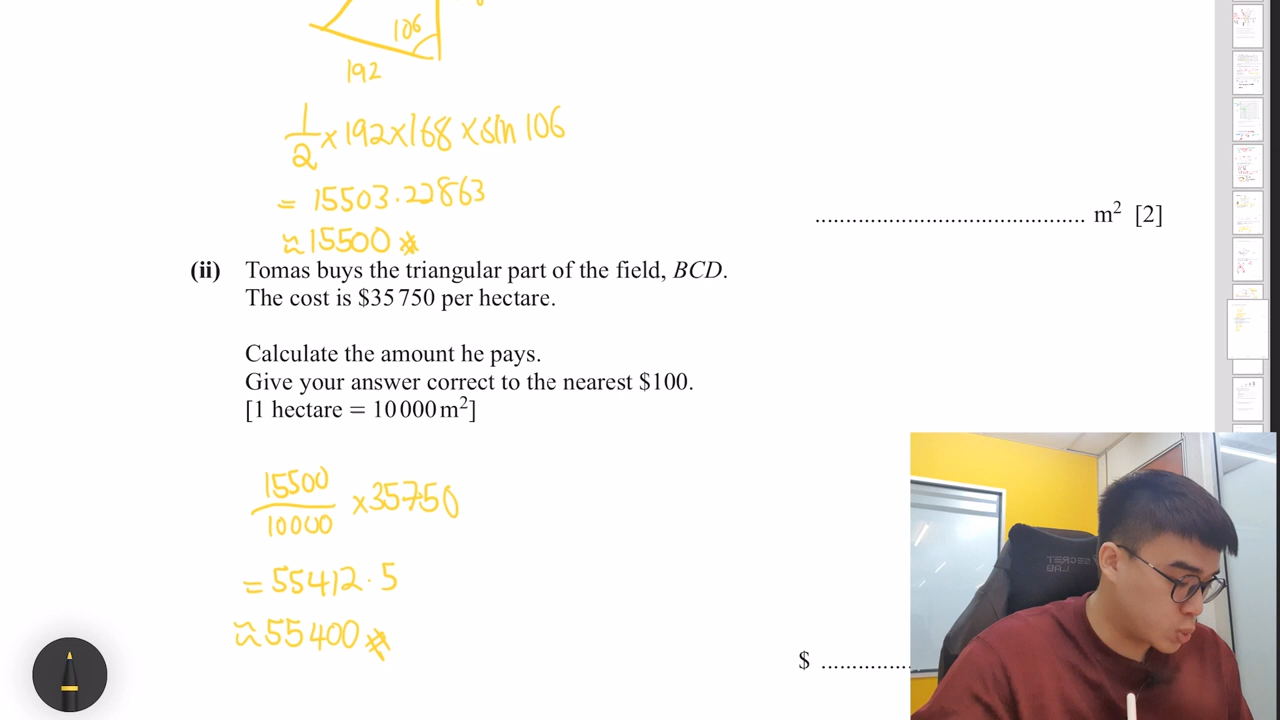 106
192
1/2 × 192 × 168 × sin 106
= 15503.22863
≈ 15500
........................................... m² [2]
(ii) Tomas buys the triangular part of the field, BCD.
The cost is $35 750 per hectare.
Calculate the amount he pays.
Give your answer correct to the nearest $100.
[1 hectare = 10 000 m²]
15500/10000 × 35750
= 55412.5
≈ 55400
$ ..............
SECRET
LAB